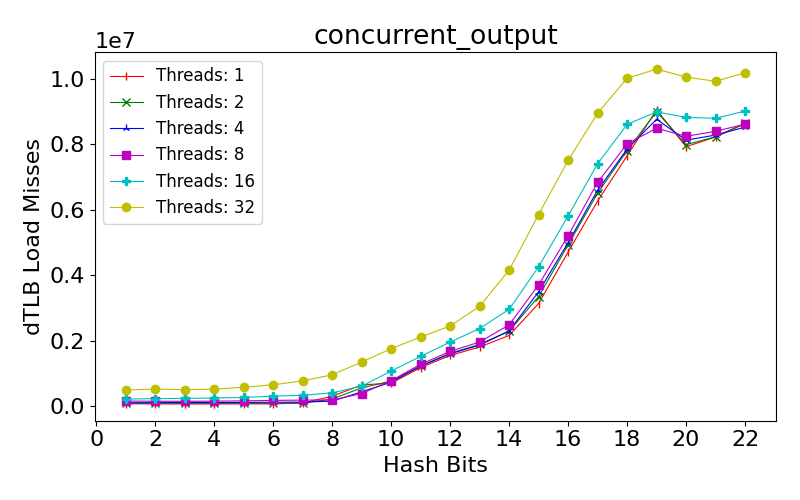 concurrent_output
1e7
Threads: 1
Threads: 2
Threads: 4
Threads: 8
Threads: 16
Threads: 32
dTLB Load Misses
1.0
0.8
0.6
0.4
0.2
0.0
0 2 4 6 8 10 12 14 16 18 20 22
Hash Bits